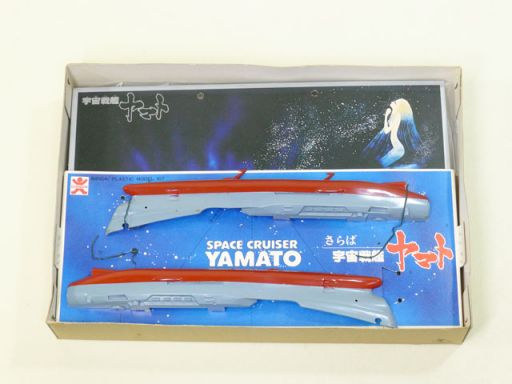 宇宙戦艦
ヤマト
BANDAI PLASTIC MODEL KIT
SPACE CRUISER
YAMATO
さらば
宇宙戦艦
ヤマト